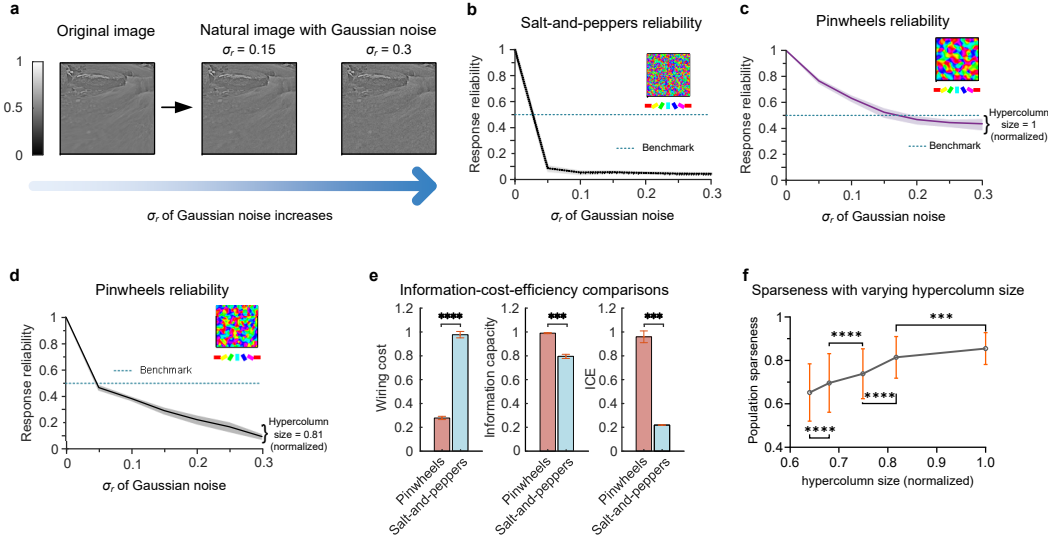 a
Original image
Natural image with Gaussian noise
σr = 0.15
σr = 0.3
1
0.5
0
σr of Gaussian noise increases
b
Salt-and-peppers reliability
Response reliability
1
0.8
0.6
0.4
0.2
0
Benchmark
0
0.1
0.2
0.3
σr of Gaussian noise
c
Pinwheels reliability
Response reliability
1
0.8
0.6
0.4
0.2
0
Hypercolumn
size = 1
(normalized)
Benchmark
0
0.1
0.2
0.3
σr of Gaussian noise
d
Pinwheels reliability
Response reliability
1
0.8
0.6
0.4
0.2
0
Benchmark
Hypercolumn
size = 0.81
(normalized)
0
0.1
0.2
0.3
σr of Gaussian noise
e
Information-cost-efficiency comparisons
Wiring cost
1.2
1
0.8
0.6
0.4
0.2
0
****
Pinwheels
Salt-and-peppers
Information capacity
1.2
1
0.8
0.6
0.4
0.2
0
***
Pinwheels
Salt-and-peppers
ICE
1.2
1
0.8
0.6
0.4
0.2
0
***
Pinwheels
Salt-and-peppers
f
Sparseness with varying hypercolumn size
Population sparseness
1
0.8
0.6
0.4
****
****
****
***
0.6
0.7
0.8
0.9
1.0
hypercolumn size (normalized)